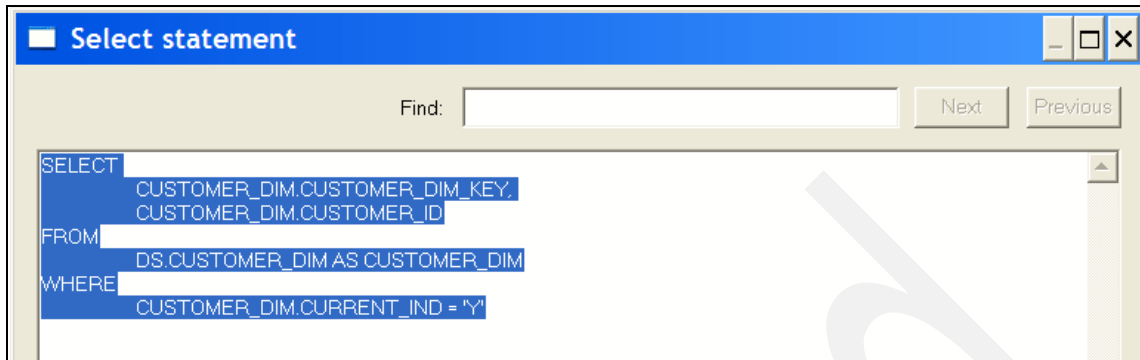 Select statement
Find:
Next
Previous
SELECT
CUSTOMER_DIM.CUSTOMER_DIM_KEY,
CUSTOMER_DIM.CUSTOMER_ID
FROM
DS.CUSTOMER_DIM AS CUSTOMER_DIM
WHERE
CUSTOMER_DIM.CURRENT_IND = 'Y'